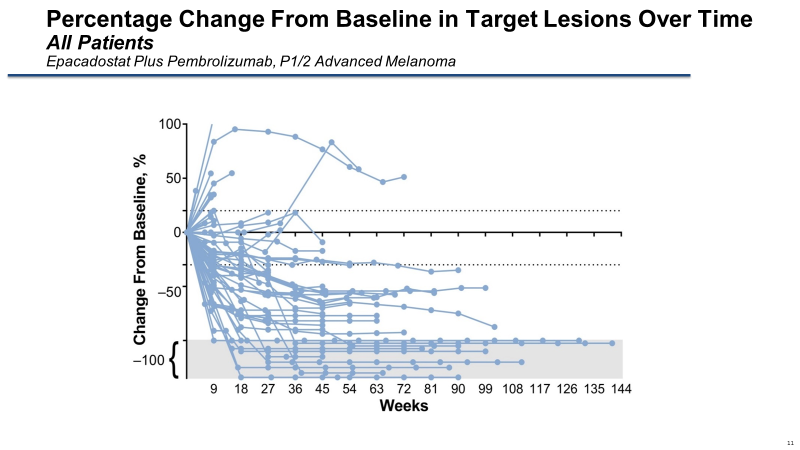 Percentage Change From Baseline in Target Lesions Over Time
All Patients
Epacadostat Plus Pembrolizumab, P1/2 Advanced Melanoma
Change From Baseline, %
100
50
0
–50
–100 {
9 18 27 36 45 54 63 72 81 90 99 108 117 126 135 144
Weeks
11